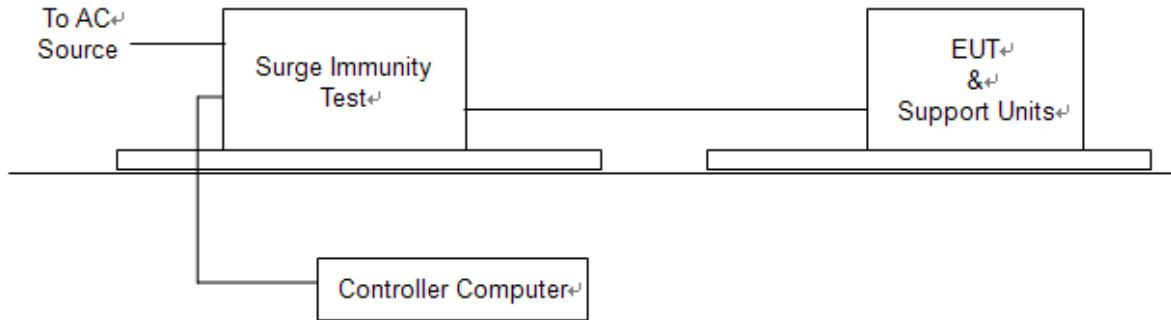 To AC
Source
Surge Immunity
Test
EUT
&
Support Units
Controller Computer